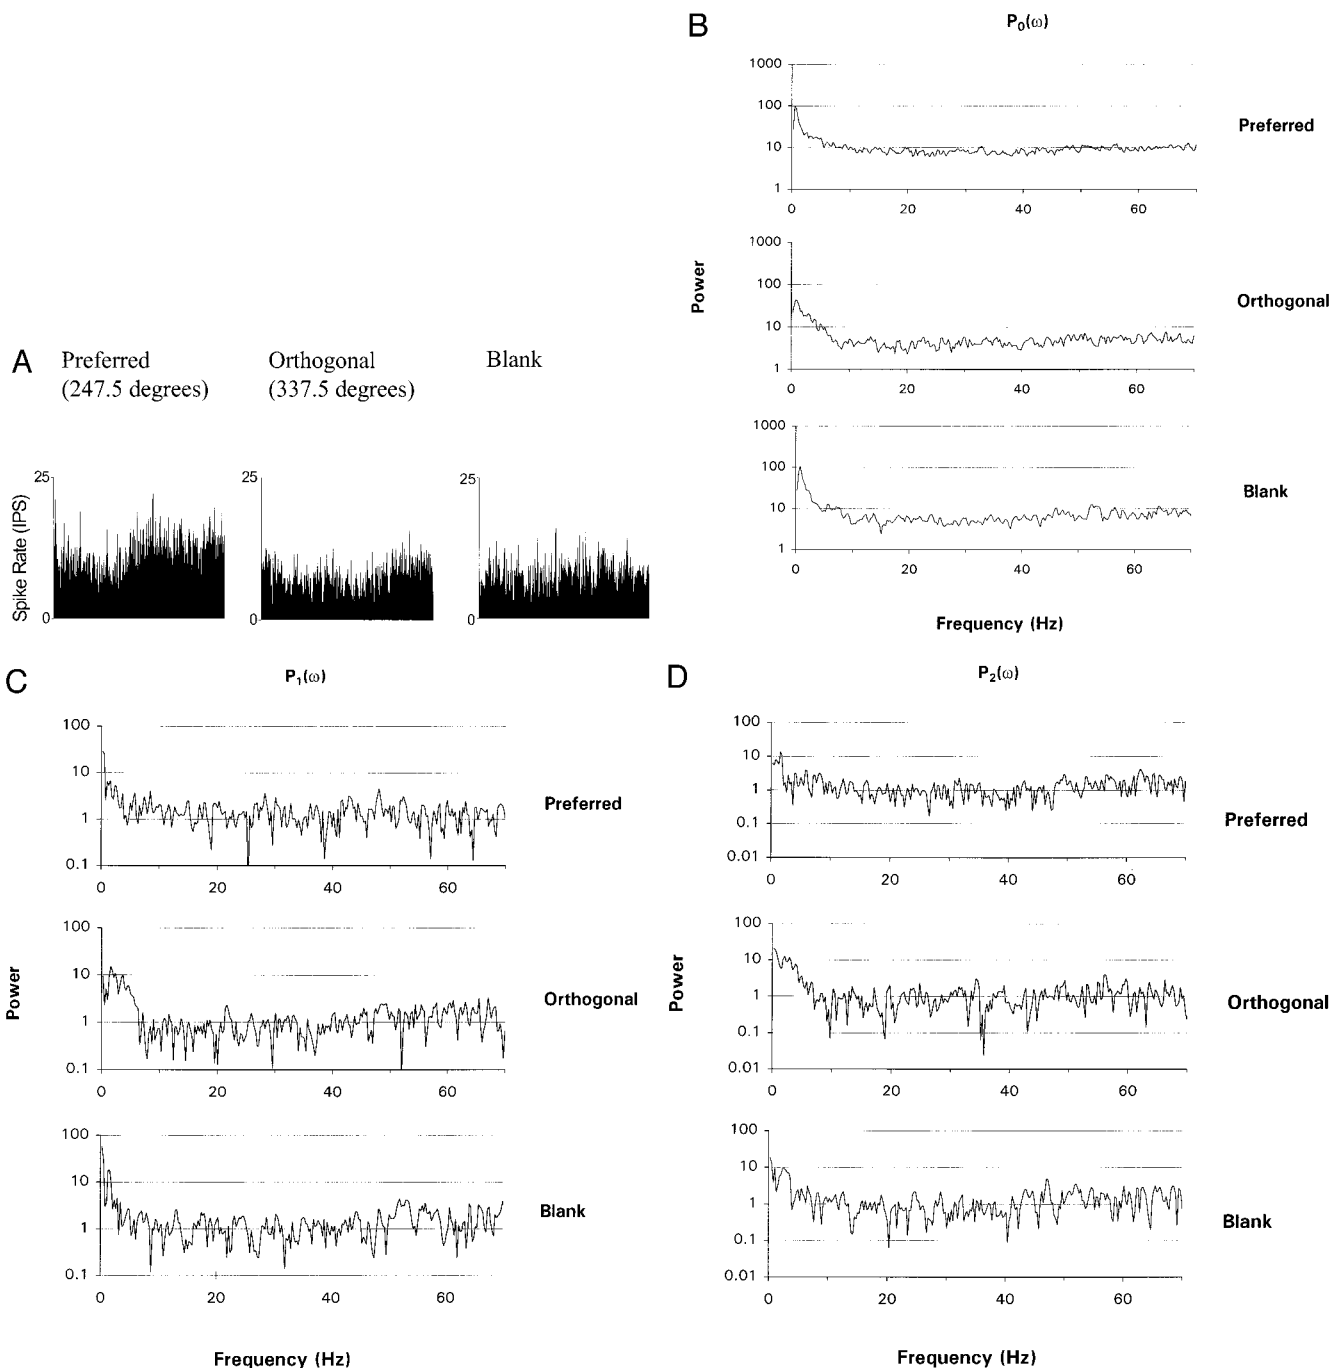 B
P0(ω)
1000
100
10
1
0 20 40 60
Preferred
1000
100
10
1
0 20 40 60
Orthogonal
1000
100
10
1
0 20 40 60
Blank
Power
Frequency (Hz)
A
Preferred
(247.5 degrees)
Orthogonal
(337.5 degrees)
Blank
Spike Rate (IPS)
25
0
25
0
25
0
C
P1(ω)
100
10
1
0.1
0 20 40 60
Preferred
100
10
1
0.1
0 20 40 60
Orthogonal
100
10
1
0.1
0 20 40 60
Blank
Power
Frequency (Hz)
D
P2(ω)
100
10
1
0.1
0.01
0 20 40 60
Preferred
100
10
1
0.1
0.01
0 20 40 60
Orthogonal
100
10
1
0.1
0.01
0 20 40 60
Blank
Power
Frequency (Hz)